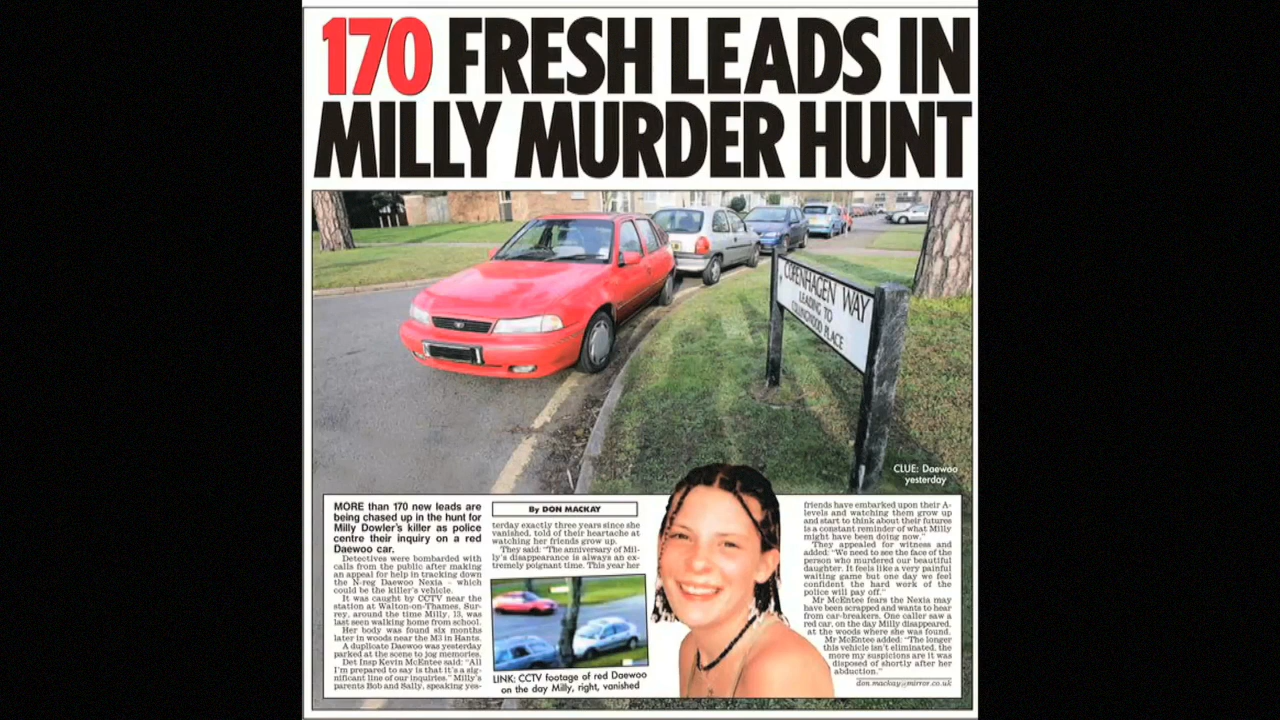 170 FRESH LEADS IN
MILLY MURDER HUNT
COPENHAGEN WAY
LEADING TO
COLLINGWOOD PLACE
CLUE: Daewoo
yesterday
MORE than 170 new leads are
being chased up in the hunt for
Milly Dowler's killer as police
centre their inquiry on a red
Daewoo car.
Detectives were bombarded with
calls from the public after making
an appeal for help in tracking down
the N-reg Daewoo Nexia – which
could be the killer's vehicle.
It was caught by CCTV near the
station at Walton-on-Thames, Sur-
rey, around the time Milly, 13, was
last seen walking home from school.
Her body was found six months
later in woods near the M3 in Hants.
A duplicate Daewoo was yesterday
parked at the scene to jog memories.
Det Insp Kevin McEntee said: "All
I'm prepared to say is that it's a sig-
nificant line of our inquiries." Milly's
parents Bob and Sally, speaking yes-
By DON MACKAY
terday exactly three years since she
vanished, told of their heartache at
watching her friends grow up.
They said: "The anniversary of Mil-
ly's disappearance is always an ex-
tremely poignant time. This year her
LINK: CCTV footage of red Daewoo
on the day Milly, right, vanished
friends have embarked upon their A-
levels and watching them grow up
and start to think about their futures
is a constant reminder of what Milly
might have been doing now."
They appealed for witness and
added: "We need to see the face of the
person who murdered our beautiful
daughter. It feels like a very painful
waiting game but one day we feel
confident the hard work of the
police will pay off."
Mr McEntee fears the Nexia may
have been scrapped and wants to hear
from car-breakers. One caller saw a
red car, on the day Milly disappeared,
at the woods where she was found.
Mr McEntee added: "The longer
this vehicle isn't eliminated, the
more my suspicions are it was
disposed of shortly after her
abduction."
don.mackay@mirror.co.uk